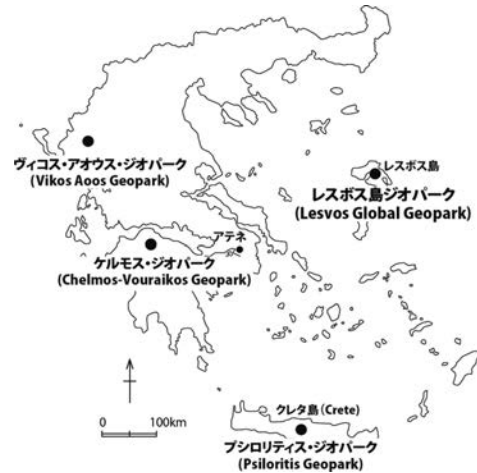 ヴィコス・アオウス・ジオパーク
(Vikos Aoos Geopark)
レスボス島
レスボス島ジオパーク
(Lesvos Global Geopark)
アテネ
ケルモス・ジオパーク
(Chelmos-Vouraikos Geopark)
0 100km
クレタ島(Crete)
プシロリティス・ジオパーク
(Psiloritis Geopark)